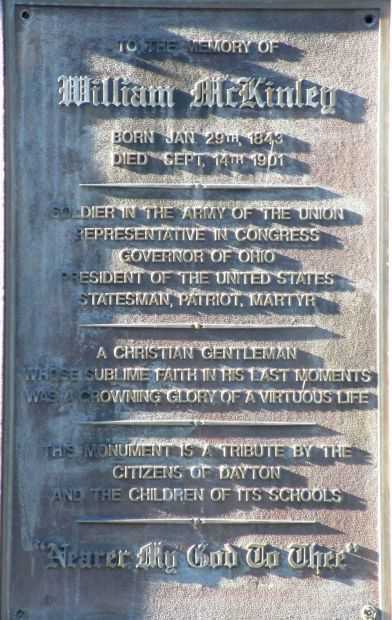 TO THE MEMORY OF
William McKinley
BORN JAN. 29TH, 1843
DIED SEPT. 14TH 1901
SOLDIER IN THE ARMY OF THE UNION
REPRESENTATIVE IN CONGRESS
GOVERNOR OF OHIO
PRESIDENT OF THE UNITED STATES
STATESMAN, PATRIOT, MARTYR
A CHRISTIAN GENTLEMAN
WHOSE SUBLIME FAITH IN HIS LAST MOMENTS
WAS A CROWNING GLORY OF A VIRTUOUS LIFE
THIS MONUMENT IS A TRIBUTE BY THE
CITIZENS OF DAYTON
AND THE CHILDREN OF ITS SCHOOLS
"Nearer My God To Thee"